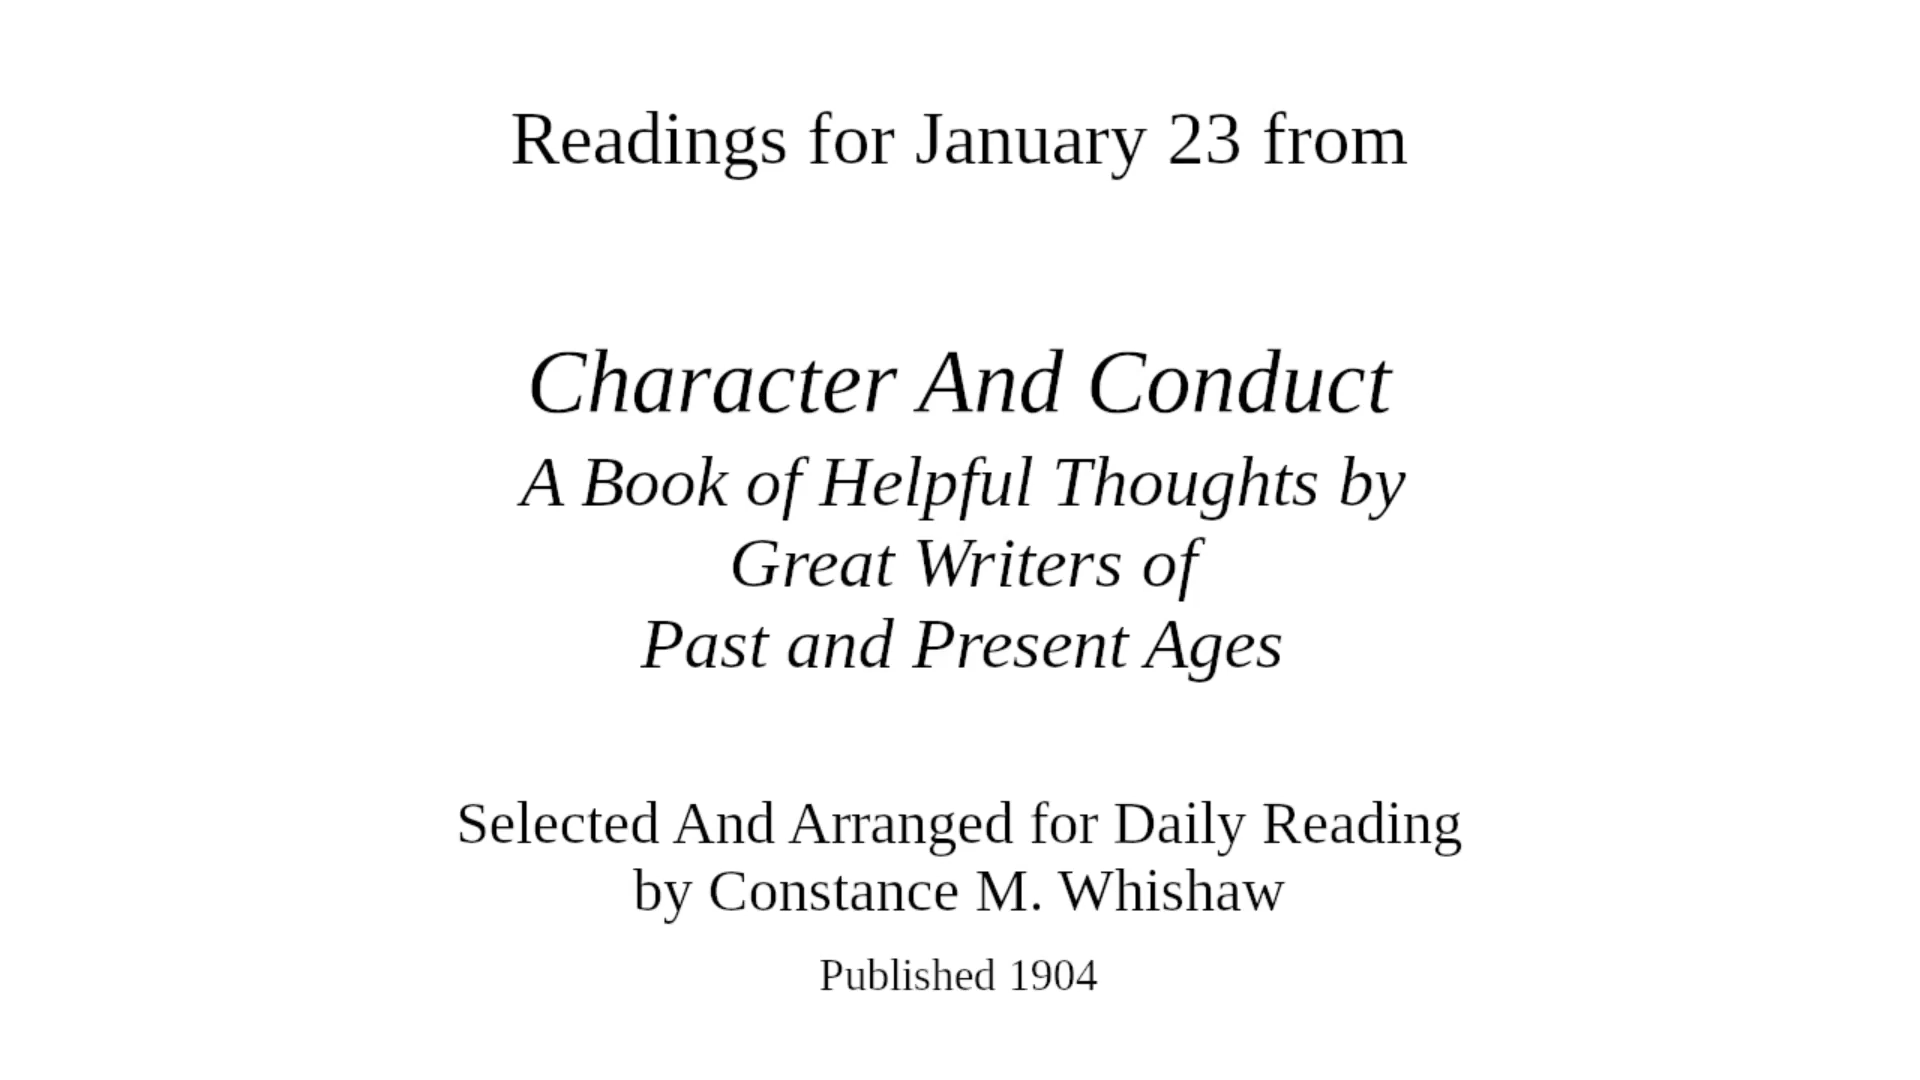 Readings for January 23 from
Character And Conduct
A Book of Helpful Thoughts by
Great Writers of
Past and Present Ages
Selected And Arranged for Daily Reading
by Constance M. Whishaw
Published 1904